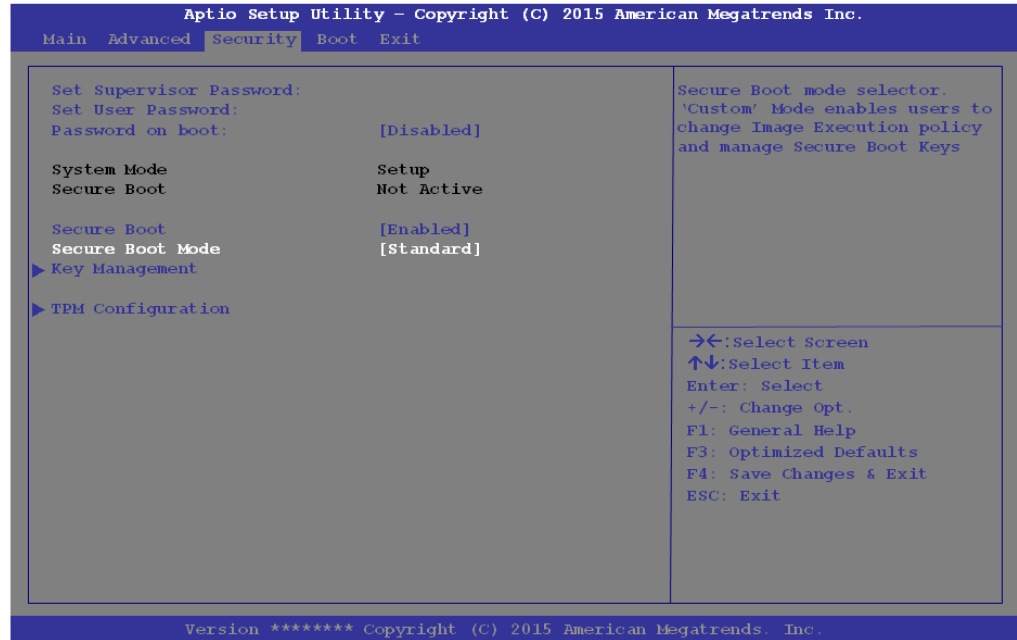 Aptio Setup Utility – Copyright (C) 2015 American Megatrends Inc.
Main Advanced Security Boot Exit
Set Supervisor Password:
Set User Password:
Password on boot: [Disabled]
System Mode Setup
Secure Boot Not Active
Secure Boot [Enabled]
Secure Boot Mode [Standard]
▶ Key Management
▶ TPM Configuration
Secure Boot mode selector.
'Custom' Mode enables users to
change Image Execution policy
and manage Secure Boot Keys
→←:Select Screen
↑↓:Select Item
Enter: Select
+/-: Change Opt.
F1: General Help
F3: Optimized Defaults
F4: Save Changes & Exit
ESC: Exit
Version ******** Copyright (C) 2015 American Megatrends. Inc.